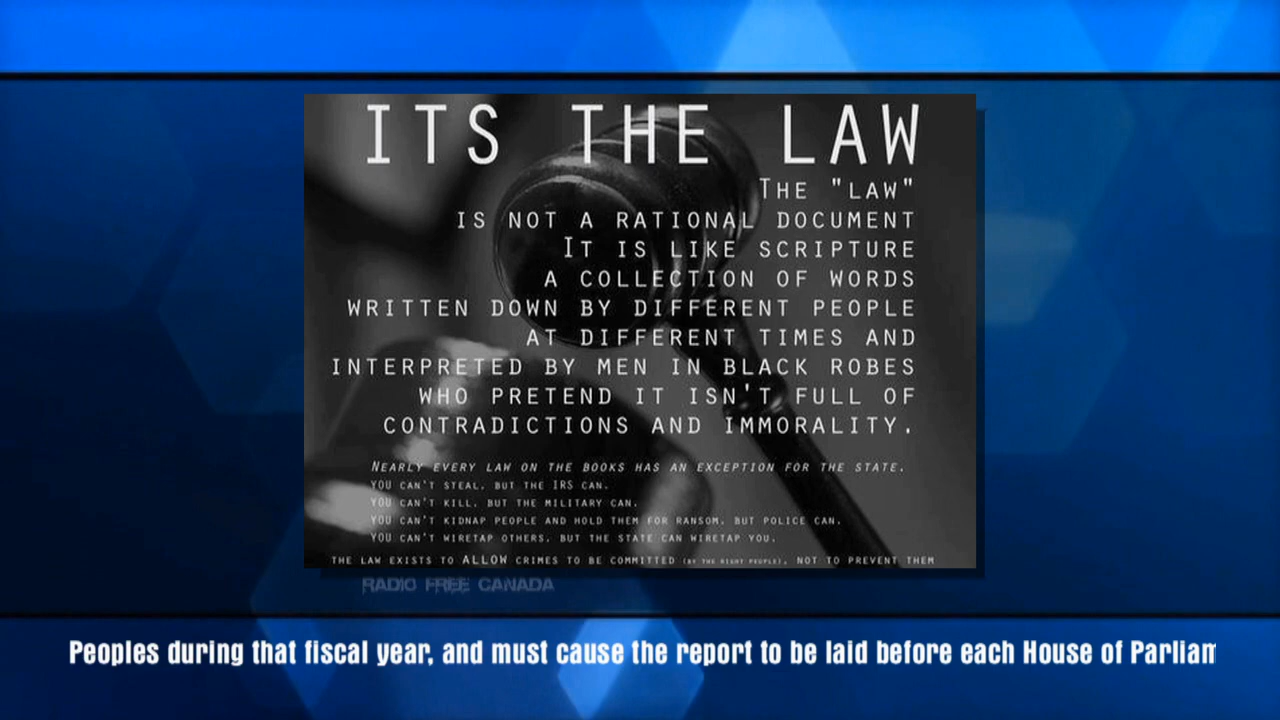 ITS THE LAW
THE "LAW"
IS NOT A RATIONAL DOCUMENT
IT IS LIKE SCRIPTURE
A COLLECTION OF WORDS
WRITTEN DOWN BY DIFFERENT PEOPLE
AT DIFFERENT TIMES AND
INTERPRETED BY MEN IN BLACK ROBES
WHO PRETEND IT ISN'T FULL OF
CONTRADICTIONS AND IMMORALITY.
NEARLY EVERY LAW ON THE BOOKS HAS AN EXCEPTION FOR THE STATE.
YOU CAN'T STEAL, BUT THE IRS CAN.
YOU CAN'T KILL, BUT THE MILITARY CAN.
YOU CAN'T KIDNAP PEOPLE AND HOLD THEM FOR RANSOM, BUT POLICE CAN.
YOU CAN'T WIRETAP OTHERS, BUT THE STATE CAN WIRETAP YOU.
THE LAW EXISTS TO ALLOW CRIMES TO BE COMMITTED (BY THE RIGHT PEOPLE), NOT TO PREVENT THEM
RADIO FREE CANADA
Peoples during that fiscal year, and must cause the report to be laid before each House of Parliam